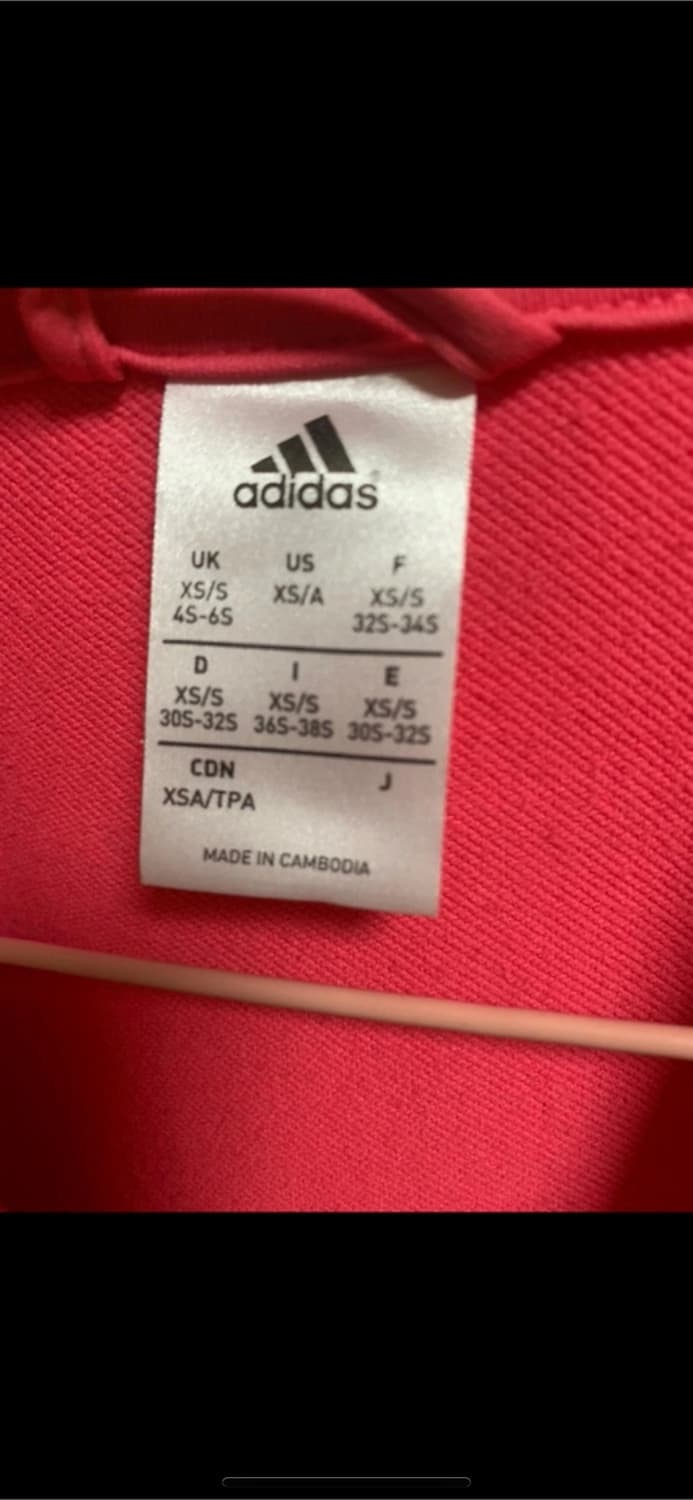 adidas®
UK US F
XS/S XS/A XS/S
4S-6S 32S-34S
D I E
XS/S XS/S XS/S
30S-32S 36S-38S 30S-32S
CDN J
XSA/TPA
MADE IN CAMBODIA